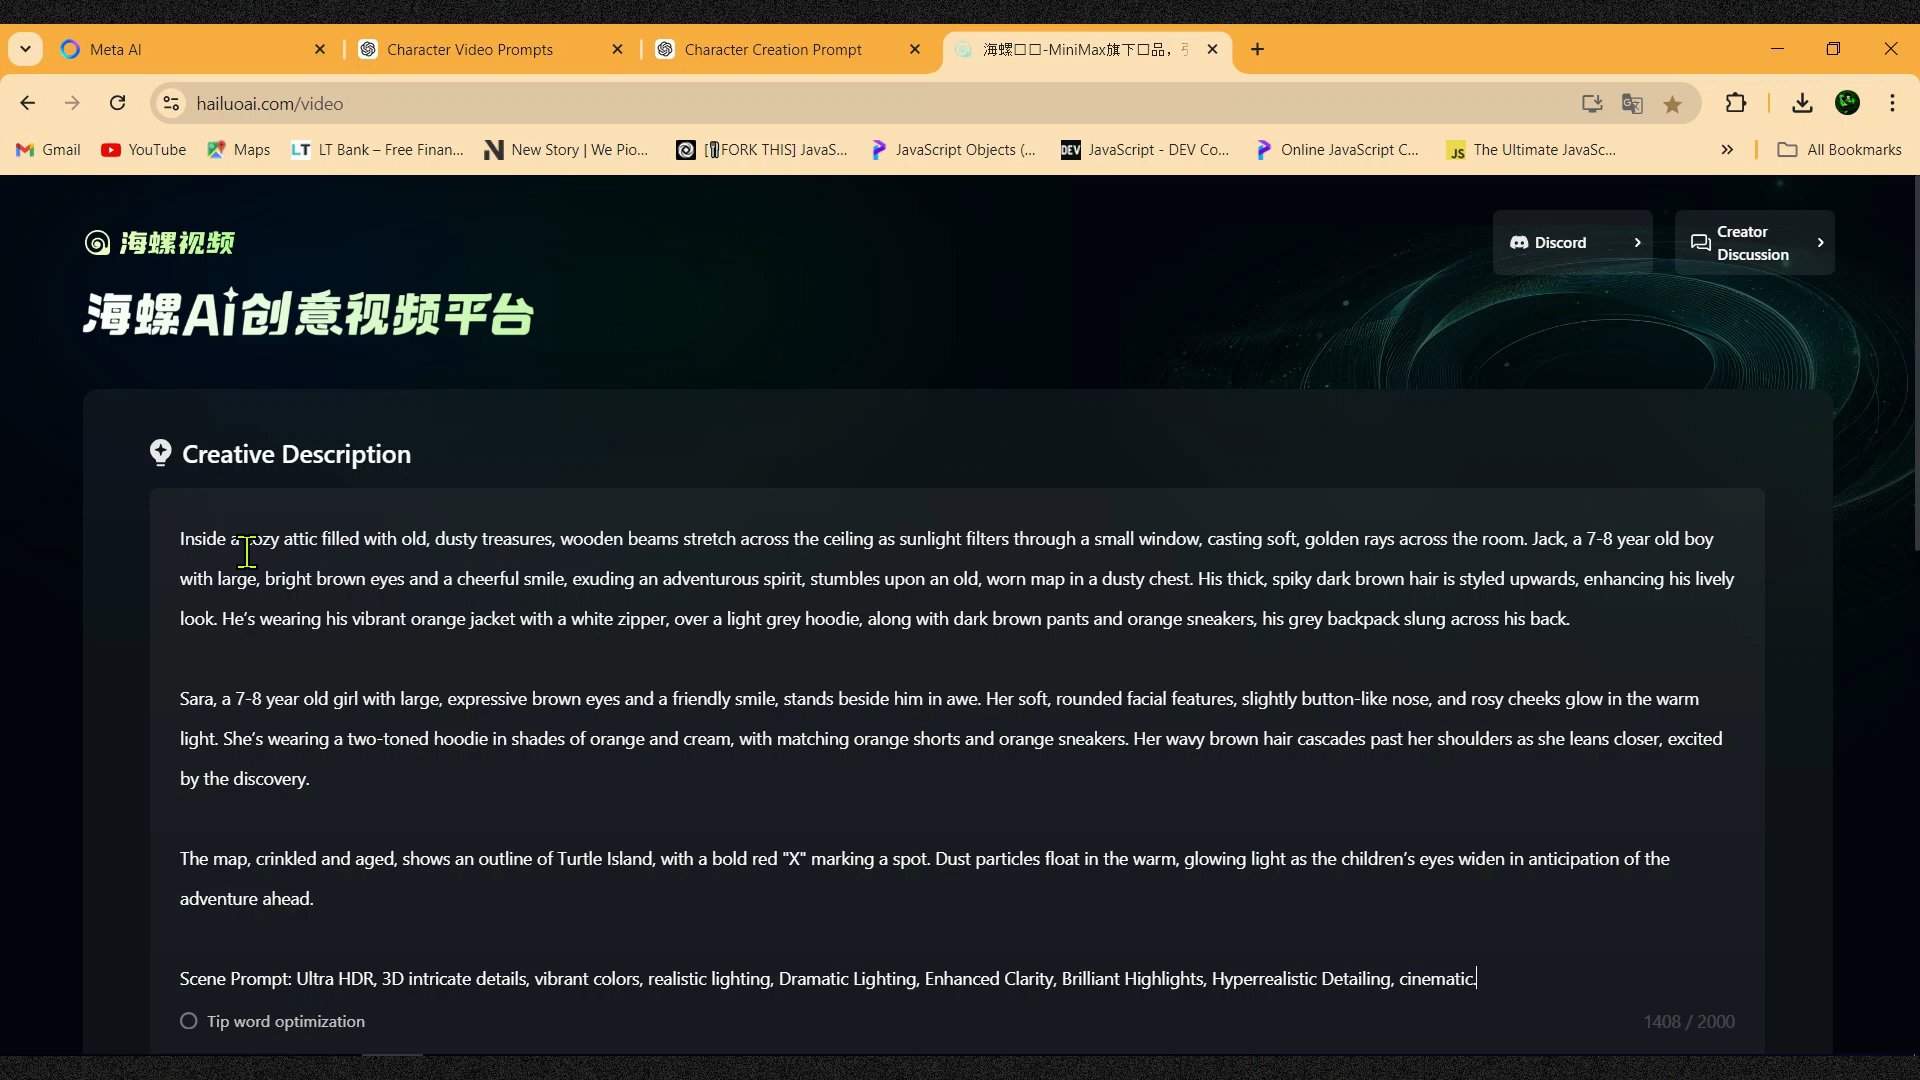 Meta AI
Character Video Prompts
Character Creation Prompt
海螺□□-MiniMax旗下□品，
hailuoai.com/video
Gmail
YouTube
Maps
LT Bank – Free Finan...
New Story | We Pio...
[FORK THIS] JavaS...
JavaScript Objects (...
DEV
JavaScript - DEV Co...
Online JavaScript C...
JS
The Ultimate JavaSc...
All Bookmarks
海螺视频
Discord
Creator
Discussion
海螺Ai创意视频平台
Creative Description
Inside a cozy attic filled with old, dusty treasures, wooden beams stretch across the ceiling as sunlight filters through a small window, casting soft, golden rays across the room. Jack, a 7-8 year old boy
with large, bright brown eyes and a cheerful smile, exuding an adventurous spirit, stumbles upon an old, worn map in a dusty chest. His thick, spiky dark brown hair is styled upwards, enhancing his lively
look. He's wearing his vibrant orange jacket with a white zipper, over a light grey hoodie, along with dark brown pants and orange sneakers, his grey backpack slung across his back.
Sara, a 7-8 year old girl with large, expressive brown eyes and a friendly smile, stands beside him in awe. Her soft, rounded facial features, slightly button-like nose, and rosy cheeks glow in the warm
light. She's wearing a two-toned hoodie in shades of orange and cream, with matching orange shorts and orange sneakers. Her wavy brown hair cascades past her shoulders as she leans closer, excited
by the discovery.
The map, crinkled and aged, shows an outline of Turtle Island, with a bold red "X" marking a spot. Dust particles float in the warm, glowing light as the children's eyes widen in anticipation of the
adventure ahead.
Scene Prompt: Ultra HDR, 3D intricate details, vibrant colors, realistic lighting, Dramatic Lighting, Enhanced Clarity, Brilliant Highlights, Hyperrealistic Detailing, cinematic.
Tip word optimization
1408 / 2000